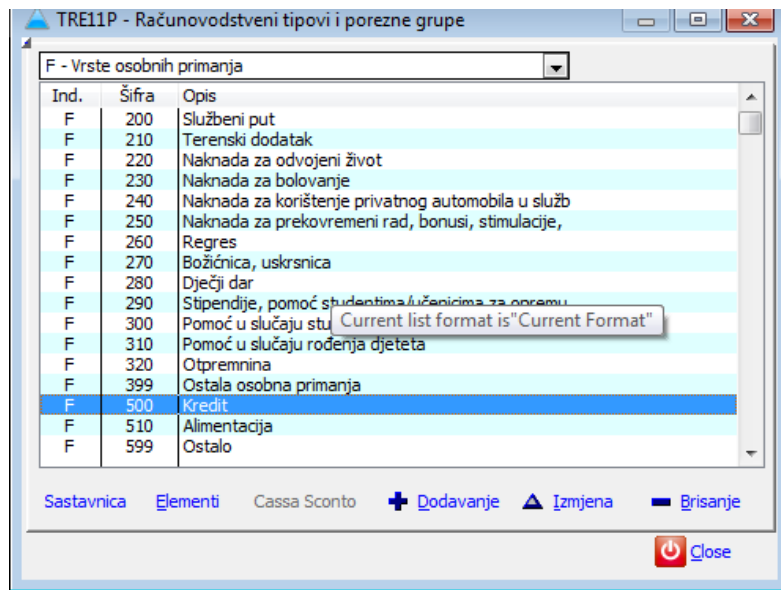 TRE11P - Računovodstveni tipovi i porezne grupe
F - Vrste osobnih primanja
Ind. Šifra Opis
F 200 Službeni put
F 210 Terenski dodatak
F 220 Naknada za odvojeni život
F 230 Naknada za bolovanje
F 240 Naknada za korištenje privatnog automobila u služb
F 250 Naknada za prekovremeni rad, bonusi, stimulacije,
F 260 Regres
F 270 Božićnica, uskrsnica
F 280 Dječji dar
F 290 Stipendije, pomoć studentima/učenicima za opremu
F 300 Pomoć u slučaju
Current list format is"Current Format"
F 310 Pomoć u slučaju rođenja djeteta
F 320 Otpremnina
F 399 Ostala osobna primanja
F 500 Kredit
F 510 Alimentacija
F 599 Ostalo
Sastavnica Elementi Cassa Sconto Dodavanje Izmjena Brisanje
Close